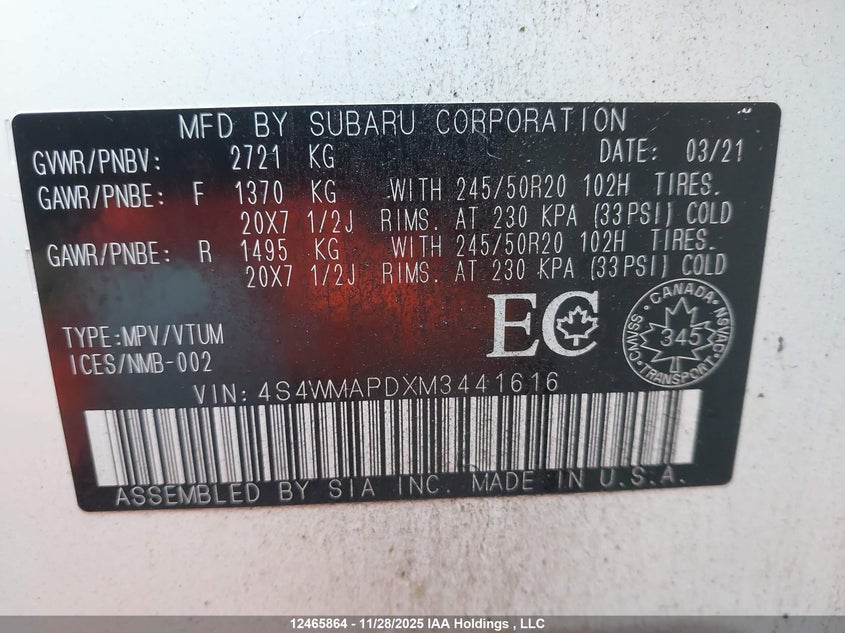 MFD BY SUBARU CORPORATION
GVWR/PNBV: 2721 KG DATE: 03/21
GAWR/PNBE: F 1370 KG WITH 245/50R20 102H TIRES.
20X7 1/2J RIMS. AT 230 KPA (33PSI) COLD
GAWR/PNBE: R 1495 KG WITH 245/50R20 102H TIRES.
20X7 1/2J RIMS. AT 230 KPA (33PSI) COLD
EC
CANADA
CMVSS 345 NSVAC
TRANSPORT
TYPE:MPV/VTUM
ICES/NMB-002
VIN: 4S4WMAPDXM3441616
ASSEMBLED BY SIA INC. MADE IN U.S.A.
12465864 - 11/28/2025 IAA Holdings , LLC